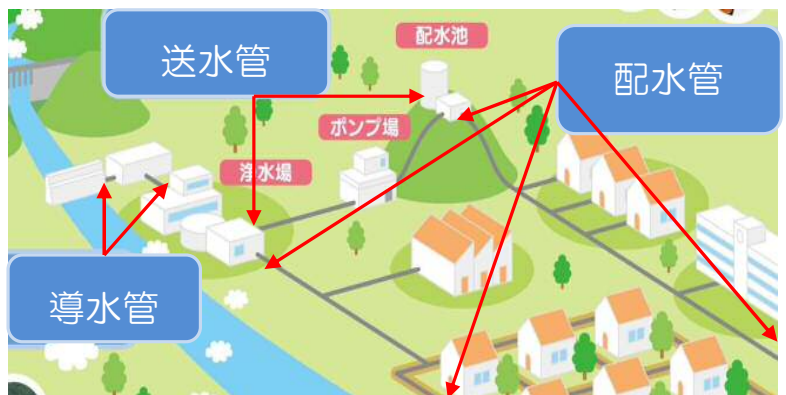 送水管
配水池
配水管
ポンプ場
浄水場
導水管